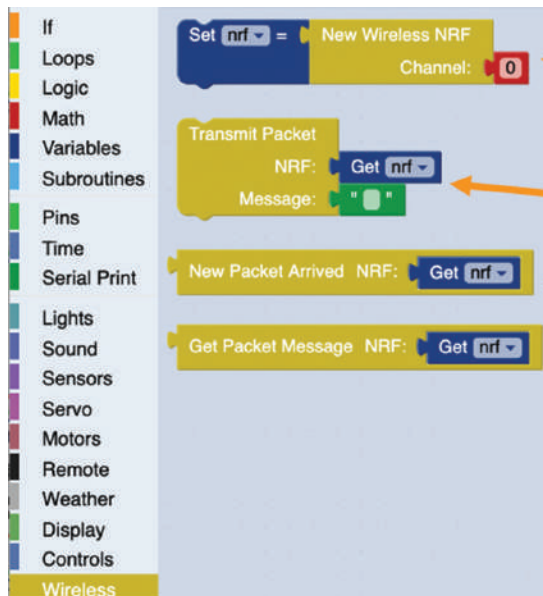 If
Loops
Logic
Math
Variables
Subroutines
Pins
Time
Serial Print
Lights
Sound
Sensors
Servo
Motors
Remote
Weather
Display
Controls
Wireless
Set nrf = New Wireless NRF
Channel: 0
Transmit Packet
NRF: Get nrf
Message: " "
New Packet Arrived NRF: Get nrf
Get Packet Message NRF: Get nrf